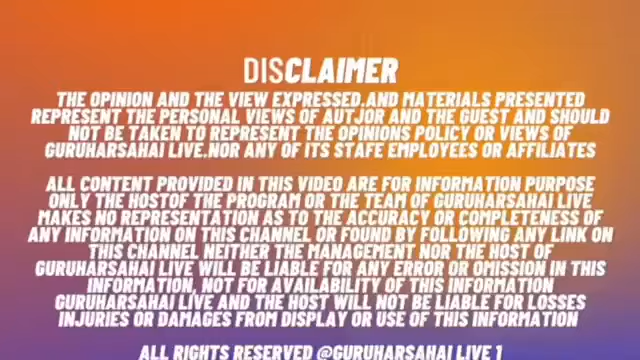 DISCLAIMER
THE OPINION AND THE VIEW EXPRESSED,AND MATERIALS PRESENTED
REPRESENT THE PERSONAL VIEWS OF AUTJOR AND THE GUEST AND SHOULD
NOT BE TAKEN TO REPRESENT THE OPINIONS POLICY OR VIEWS OF
GURUHARSAHAI LIVE.NOR ANY OF ITS STAFE EMPLOYEES OR AFFILIATES
ALL CONTENT PROVIDED IN THIS VIDEO ARE FOR INFORMATION PURPOSE
ONLY THE HOSTOF THE PROGRAM OR THE TEAM OF GURUHARSAHAI LIVE
MAKES NO REPRESENTATION AS TO THE ACCURACY OR COMPLETENESS OF
ANY INFORMATION ON THIS CHANNEL OR FOUND BY FOLLOWING ANY LINK ON
THIS CHANNEL NEITHER THE MANAGEMENT NOR THE HOST OF
GURUHARSAHAI LIVE WILL BE LIABLE FOR ANY ERROR OR OMISSION IN THIS
INFORMATION, NOT FOR AVAILABILITY OF THIS INFORMATION
GURUHARSAHAI LIVE AND THE HOST WILL NOT BE LIABLE FOR LOSSES
INJURIES OR DAMAGES FROM DISPLAY OR USE OF THIS INFORMATION
ALL RIGHTS RESERVED @GURUHARSAHAI LIVE 1